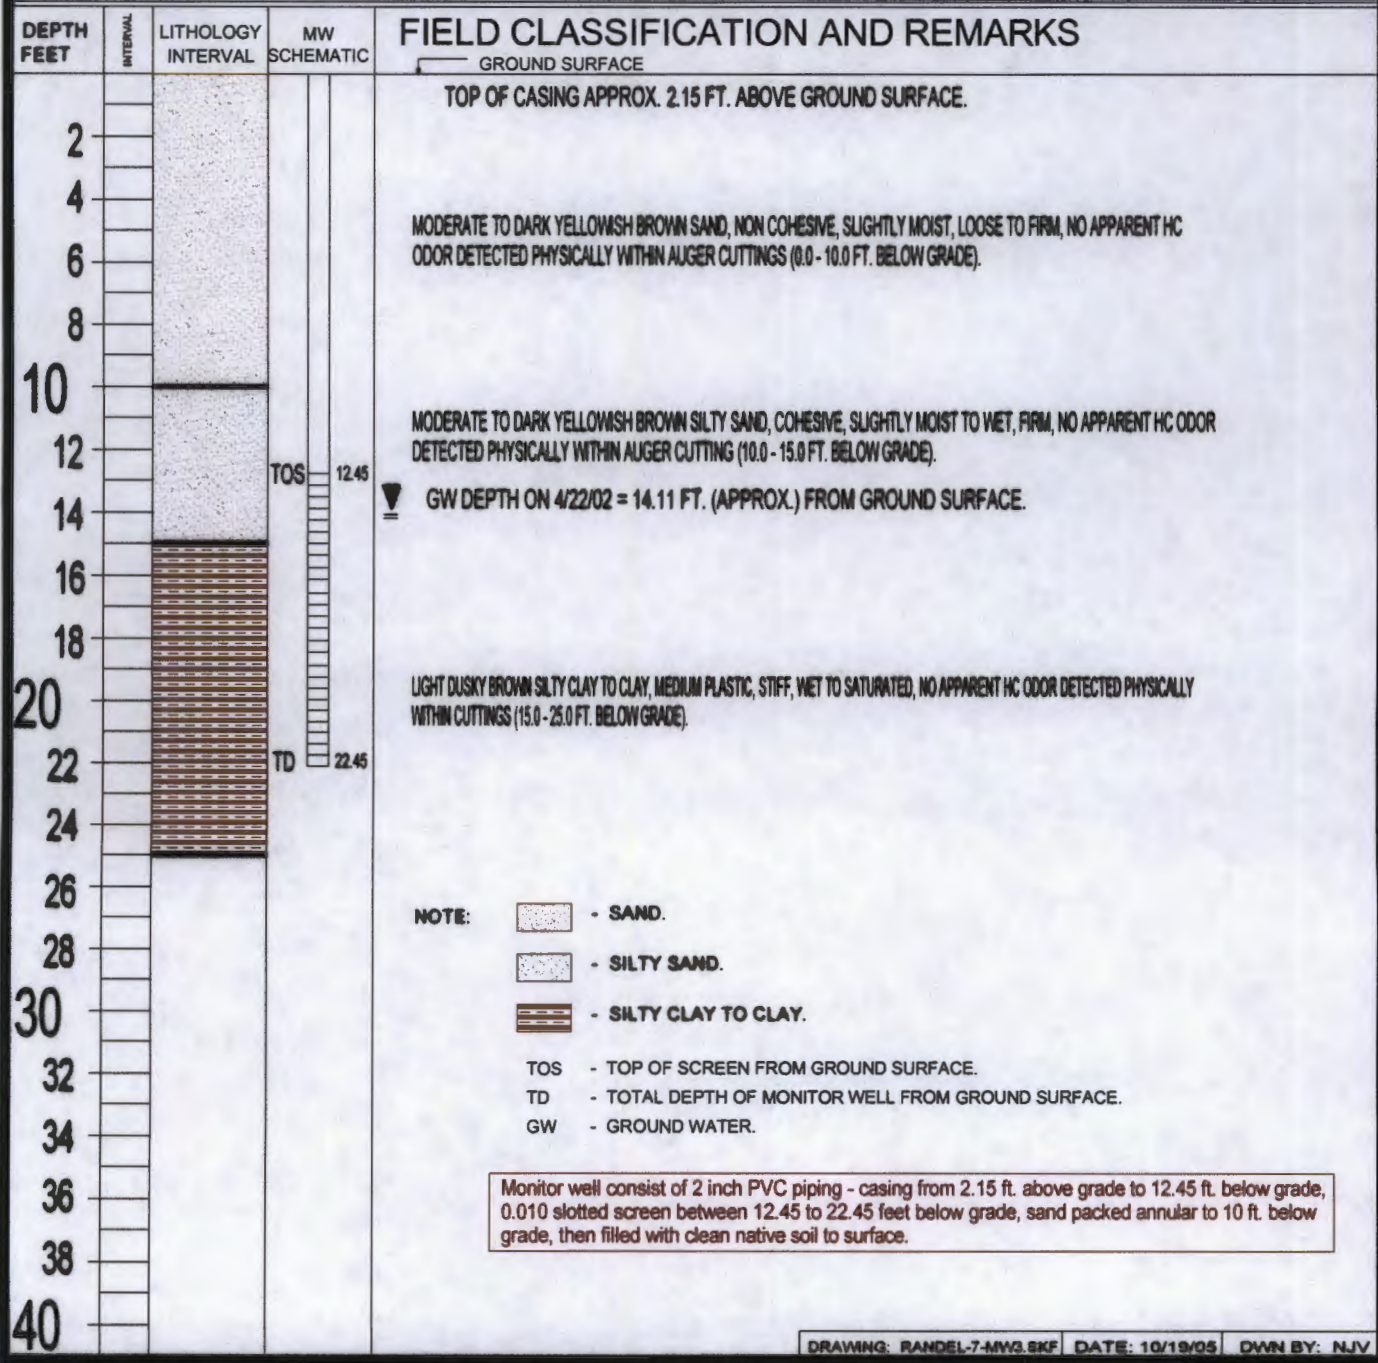 DEPTH FEET INTERVAL LITHOLOGY INTERVAL MW SCHEMATIC FIELD CLASSIFICATION AND REMARKS
GROUND SURFACE
TOP OF CASING APPROX. 2.15 FT. ABOVE GROUND SURFACE.
2
4
MODERATE TO DARK YELLOWISH BROWN SAND, NON COHESIVE, SLIGHTLY MOIST, LOOSE TO FIRM, NO APPARENT HC
ODOR DETECTED PHYSICALLY WITHIN AUGER CUTTINGS (0.0 - 10.0 FT. BELOW GRADE).
6
8
10
MODERATE TO DARK YELLOWISH BROWN SILTY SAND, COHESIVE, SLIGHTLY MOIST TO WET, FIRM, NO APPARENT HC ODOR
DETECTED PHYSICALLY WITHIN AUGER CUTTING (10.0 - 15.0 FT. BELOW GRADE).
12
TOS 12.45
GW DEPTH ON 4/22/02 = 14.11 FT. (APPROX.) FROM GROUND SURFACE.
14
16
18
LIGHT DUSKY BROWN SILTY CLAY TO CLAY, MEDIUM PLASTIC, STIFF, WET TO SATURATED, NO APPARENT HC ODOR DETECTED PHYSICALLY
WITHIN CUTTINGS (15.0 - 25.0 FT. BELOW GRADE).
20
22 TD 22.45
24
26
NOTE: - SAND.
28
- SILTY SAND.
30
- SILTY CLAY TO CLAY.
32
TOS - TOP OF SCREEN FROM GROUND SURFACE.
TD - TOTAL DEPTH OF MONITOR WELL FROM GROUND SURFACE.
34
GW - GROUND WATER.
36
Monitor well consist of 2 inch PVC piping - casing from 2.15 ft. above grade to 12.45 ft. below grade,
0.010 slotted screen between 12.45 to 22.45 feet below grade, sand packed annular to 10 ft. below
grade, then filled with clean native soil to surface.
38
40
DRAWING: RANDEL-7-MW3.SKF DATE: 10/19/05 DWN BY: NJV